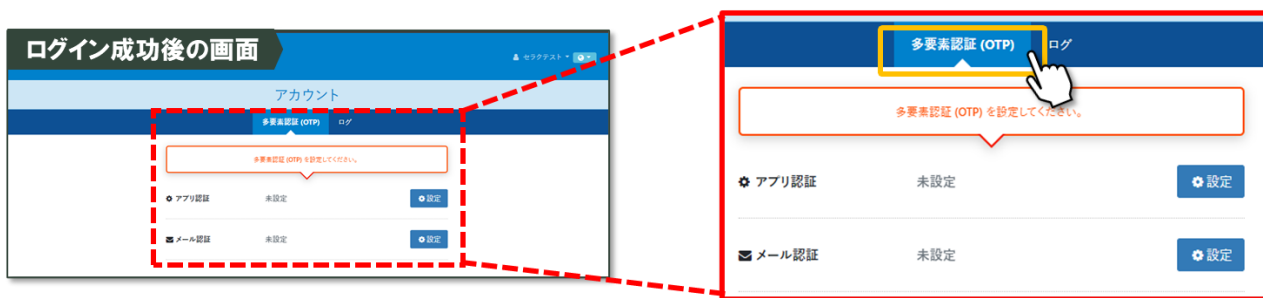 ログイン成功後の画面
セラクテスト
アカウント
多要素認証 (OTP) ログ
多要素認証 (OTP) を設定してください。
アプリ認証 未設定 設定
メール認証 未設定 設定
多要素認証 (OTP) ログ
多要素認証 (OTP) を設定してください。
アプリ認証 未設定 設定
メール認証 未設定 設定